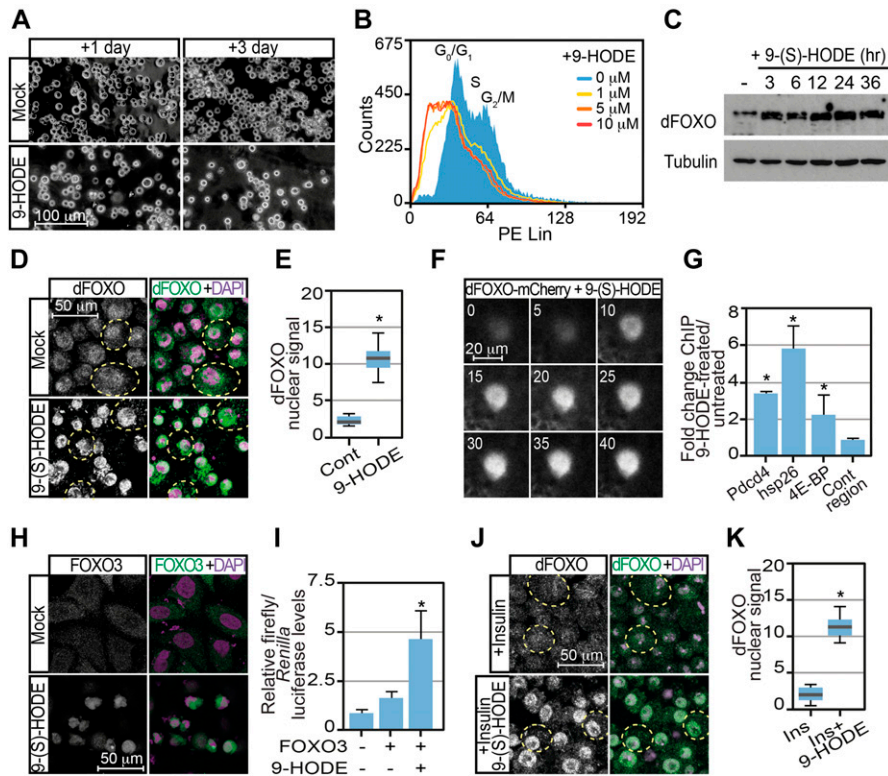 A
+1 day
+3 day
Mock
9-HODE
100 μm
B
675
450
225
0
Counts
G0/G1
S
G2/M
+9-HODE
0 μM
1 μM
5 μM
10 μM
0
64
128
192
PE Lin
C
+ 9-(S)-HODE (hr)
- 3 6 12 24 36
dFOXO
Tubulin
D
dFOXO
dFOXO+DAPI
50 μm
Mock
9-(S)-HODE
E
dFOXO
nuclear signal
20
15
10
5
0
*
Cont
9-HODE
F
dFOXO-mCherry + 9-(S)-HODE
0 5 10
20 μm
15 20 25
30 35 40
G
Fold change ChIP
9-HODE-treated/
untreated
8
6
4
2
0
* * *
Pdcd4
hsp26
4E-BP
Cont
region
H
FOXO3
FOXO3+DAPI
Mock
9-(S)-HODE
50 μm
I
Relative firefly/
Renilla
luciferase levels
7.5
5
2.5
0
*
FOXO3 - + +
9-HODE - - +
J
dFOXO
dFOXO+DAPI
+Insulin
50 μm
+Insulin
9-(S)-HODE
K
dFOXO
nuclear signal
20
15
10
5
0
*
Ins
Ins+
9-HODE